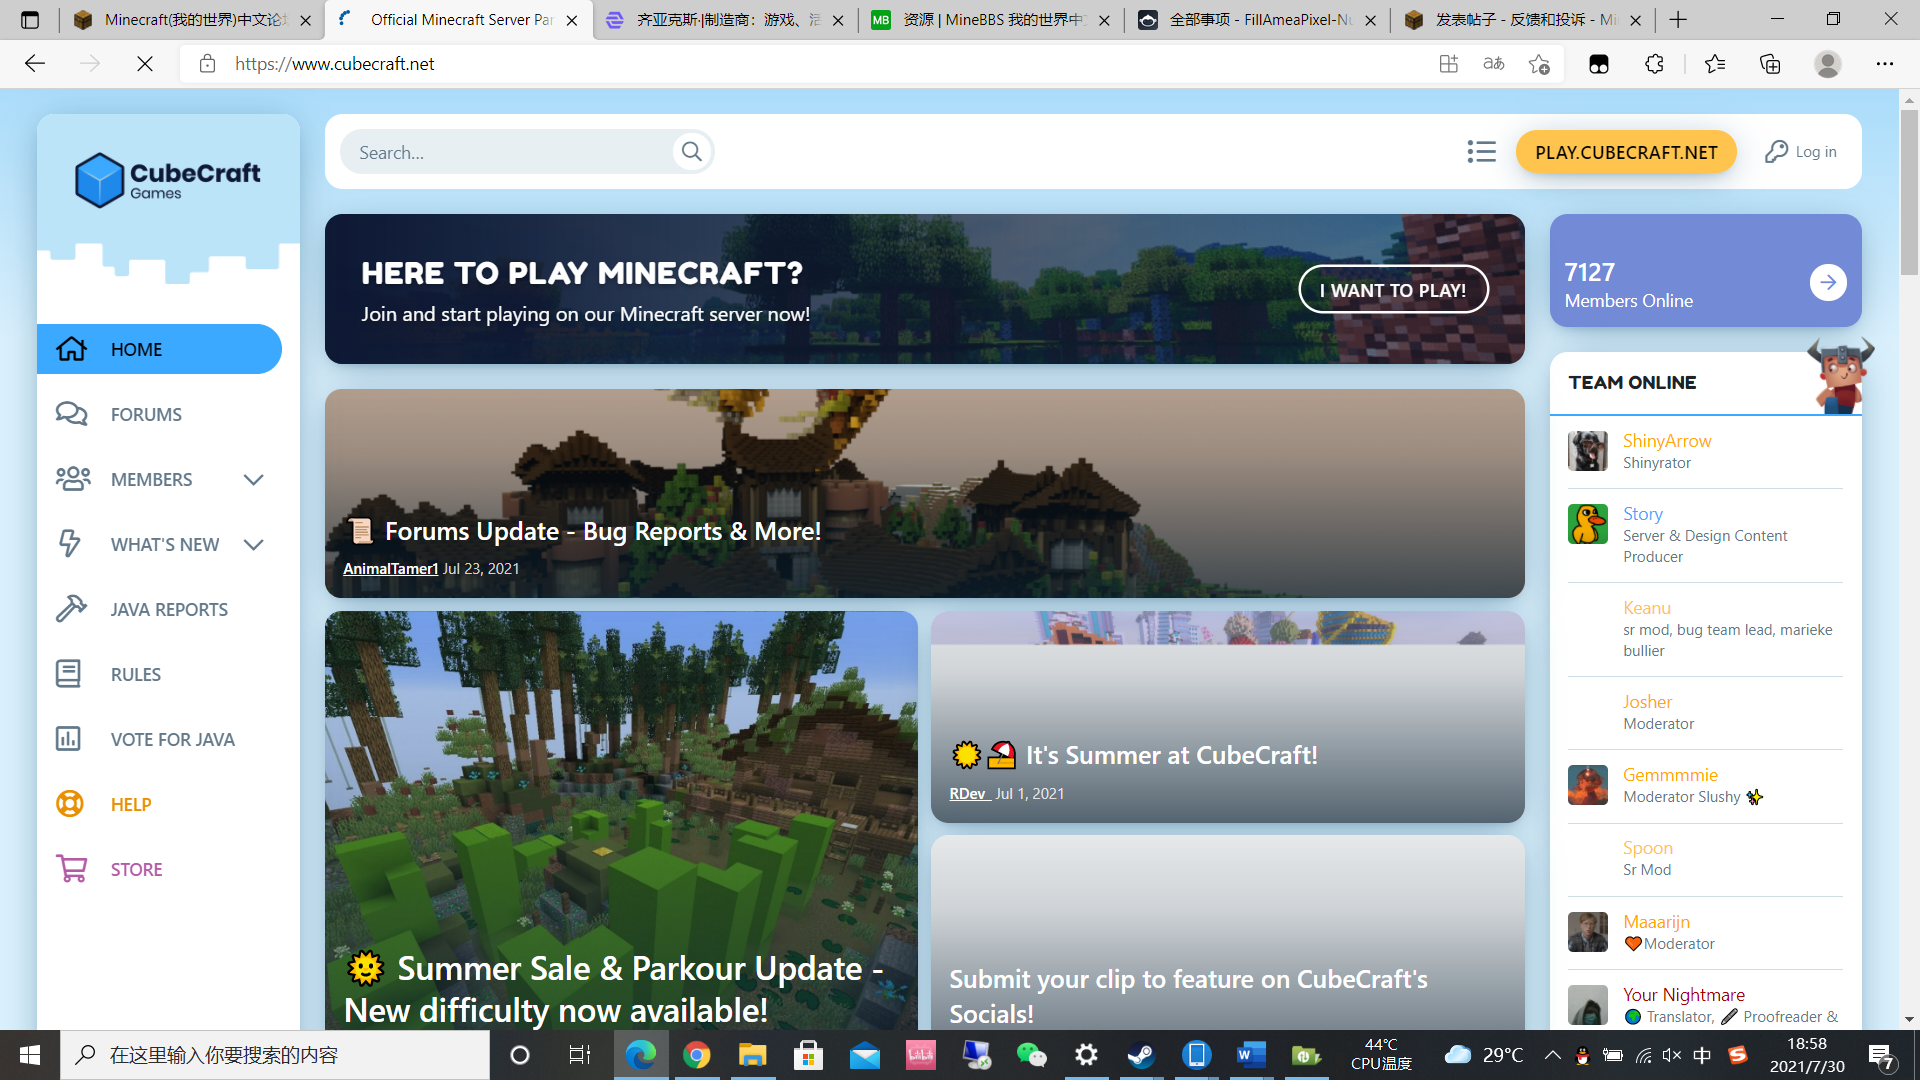 Minecraft(我的世界)中文论坛
Official Minecraft Server Par
齐亚克斯·|制造商：游戏、活
MB 资源 | MineBBS 我的世界中文
全部事项 - FillAmeaPixel-Nu
发表帖子 - 反馈和投诉 - Mi
https://www.cubecraft.net
CubeCraft
Games
Search...
PLAY.CUBECRAFT.NET
Log in
HERE TO PLAY MINECRAFT?
Join and start playing on our Minecraft server now!
I WANT TO PLAY!
7127
Members Online
HOME
FORUMS
MEMBERS
WHAT'S NEW
JAVA REPORTS
RULES
VOTE FOR JAVA
HELP
STORE
📜 Forums Update - Bug Reports & More!
AnimalTamer1 Jul 23, 2021
It's Summer at CubeCraft!
RDev_ Jul 1, 2021
🌞 Summer Sale & Parkour Update -
New difficulty now available!
Submit your clip to feature on CubeCraft's
Socials!
TEAM ONLINE
ShinyArrow
Shinyrator
Story
Server & Design Content
Producer
Keanu
sr mod, bug team lead, marieke
bullier
Josher
Moderator
Gemmmmie
Moderator Slushy ✨
Spoon
Sr Mod
Maaarijn
🧡Moderator
Your Nightmare
Translator, Proofreader &
在这里输入你要搜索的内容
44℃
CPU温度
29°C
中
18:58
2021/7/30
7